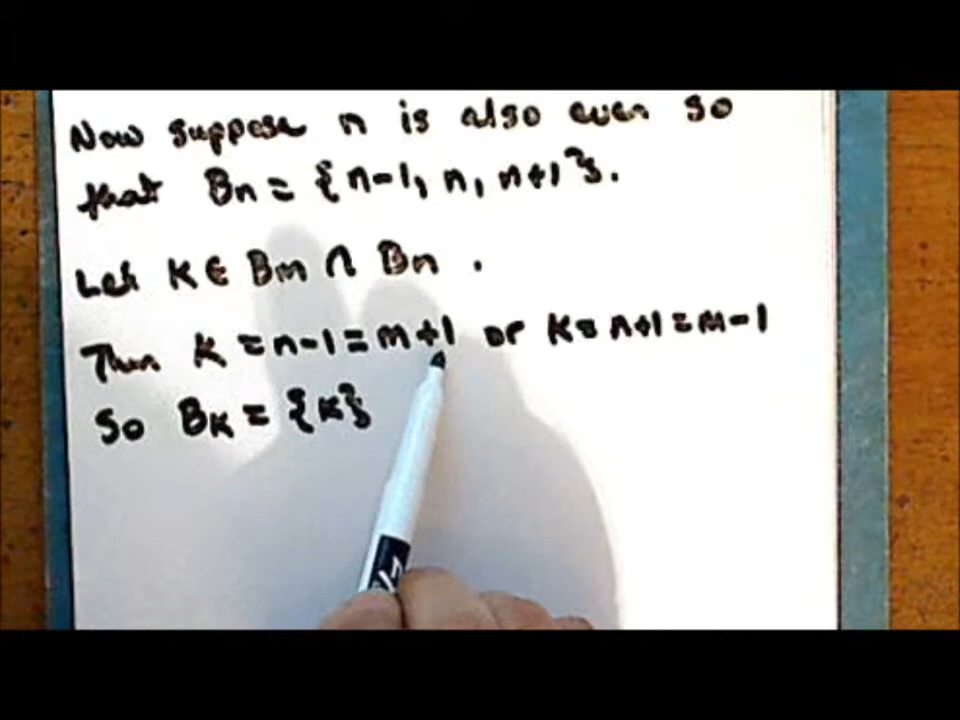 Now suppose n is also even so
that Bn = {n-1, n, n+1}.
Let K ∈ Bm ∩ Bn .
Then K = n-1 = m+1 or K = n+1 = m-1
So BK = {K}